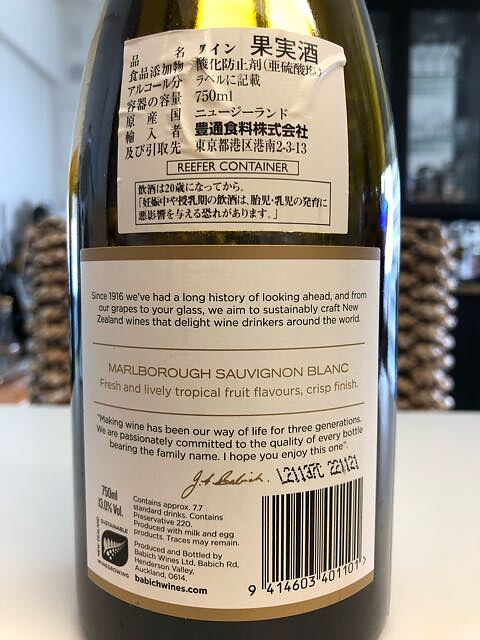 品名 ワイン 果実酒
食品添加物 酸化防止剤(亜硫酸塩)
アルコール分 ラベルに記載
容器の容量 750ml
原産国 ニュージーランド
輸入者 豊通食料株式会社
及び引取先 東京都港区港南2-3-13
REEFER CONTAINER
飲酒は20歳になってから。
「妊娠中や授乳期の飲酒は、胎児・乳児の発育に
悪影響を与える恐れがあります。」
Since 1916 we've had a long history of looking ahead, and from
our grapes to your glass, we aim to sustainably craft New
Zealand wines that delight wine drinkers around the world.
MARLBOROUGH SAUVIGNON BLANC
Fresh and lively tropical fruit flavours, crisp finish.
"Making wine has been our way of life for three generations.
We are passionately committed to the quality of every bottle
bearing the family name. I hope you enjoy this one".
L21137C 221121
750ml
13.0% Vol.
Contains approx. 7.7
standard drinks. Contains
Preservative 220.
Produced with milk and egg
products. Traces may remain.
Produced and Bottled by
Babich Wines Ltd, Babich Rd,
Henderson Valley,
Auckland, 0614.
babichwines.com
NEW ZEALAND
SUSTAINABLE
WINEGROWING
9 414603 401101 >